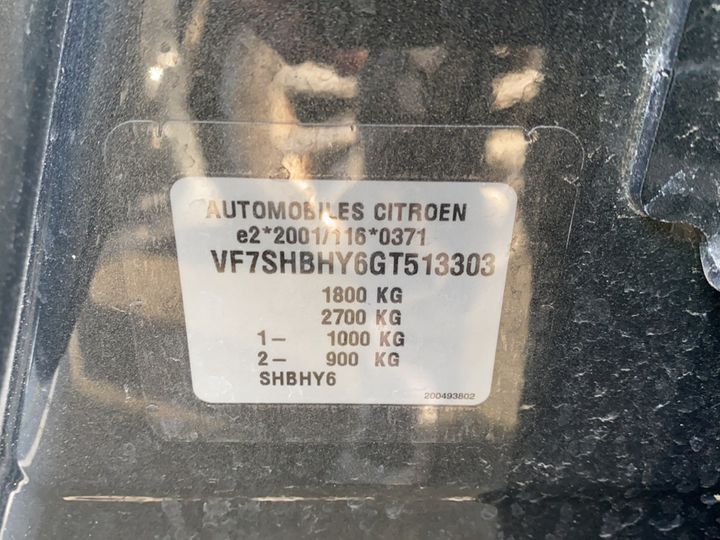 AUTOMOBILES CITROEN
e2*2001/116*0371
VF7SHBHY6GT513303
1800 KG
2700 KG
1– 1000 KG
2– 900 KG
SHBHY6
200493802